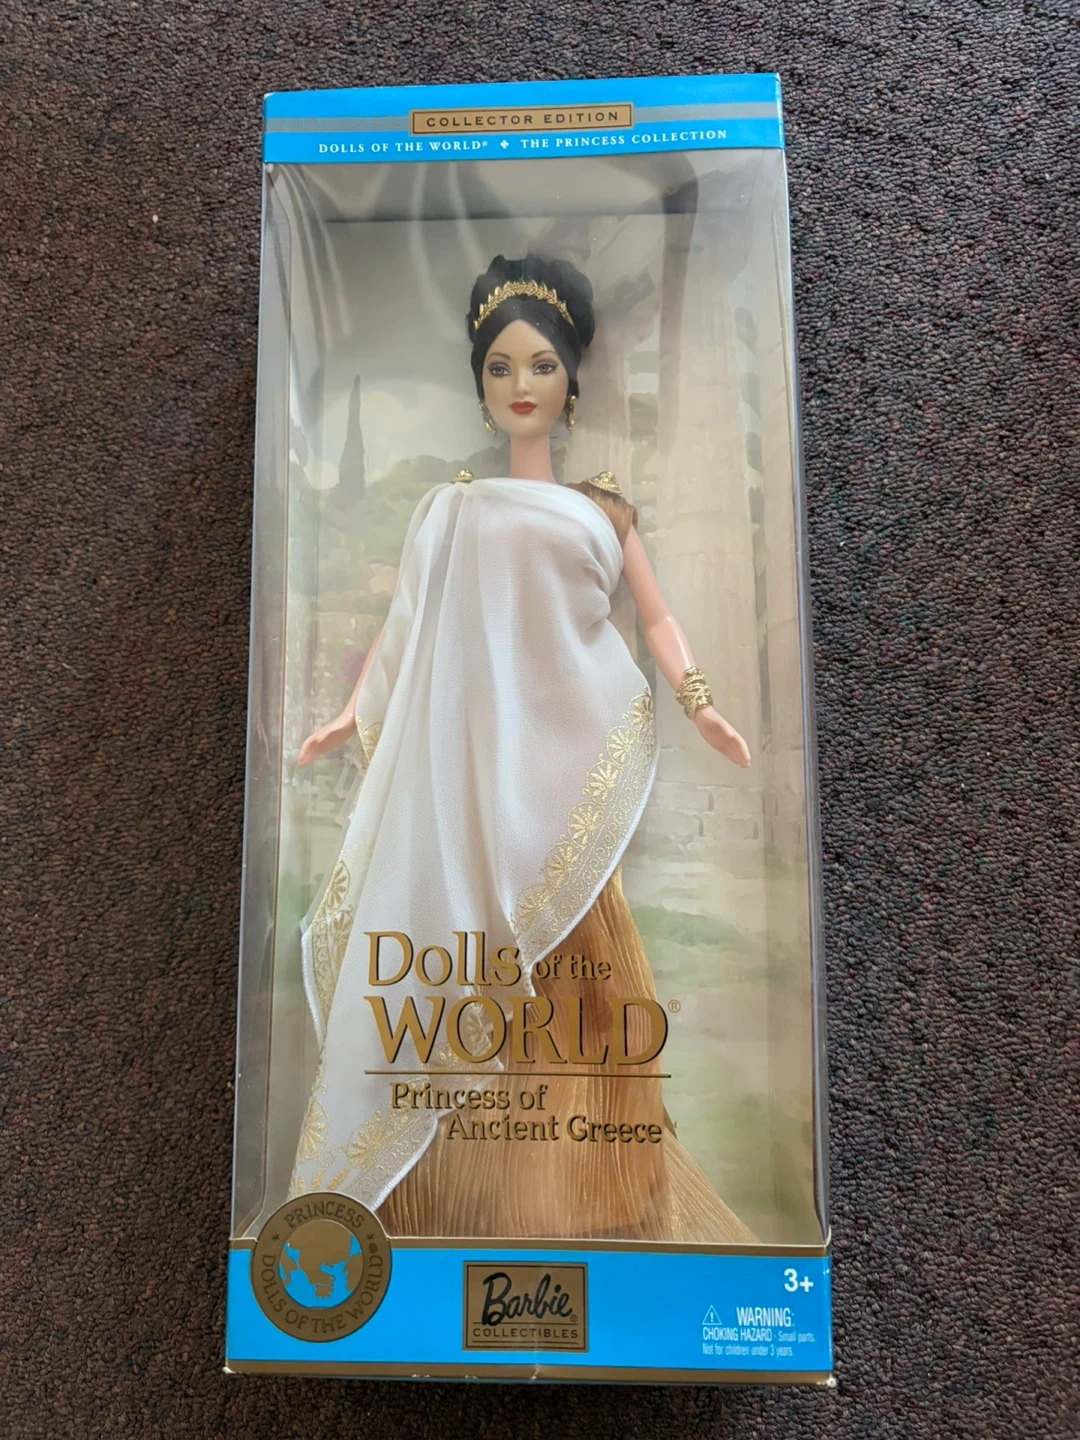 COLLECTOR EDITION
DOLLS OF THE WORLD® ❖ THE PRINCESS COLLECTION
Dolls of the
WORLD®
Princess of
Ancient Greece
PRINCESS
DOLLS OF THE WORLD®
Barbie®
COLLECTIBLES
3+
WARNING:
CHOKING HAZARD - Small parts.
Not for children under 3 years.